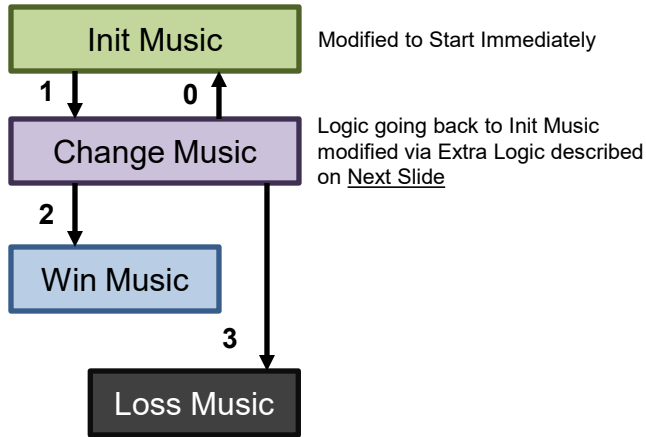 Init Music
Modified to Start Immediately
1
0
Change Music
Logic going back to Init Music
modified via Extra Logic described
on Next Slide
2
Win Music
3
Loss Music